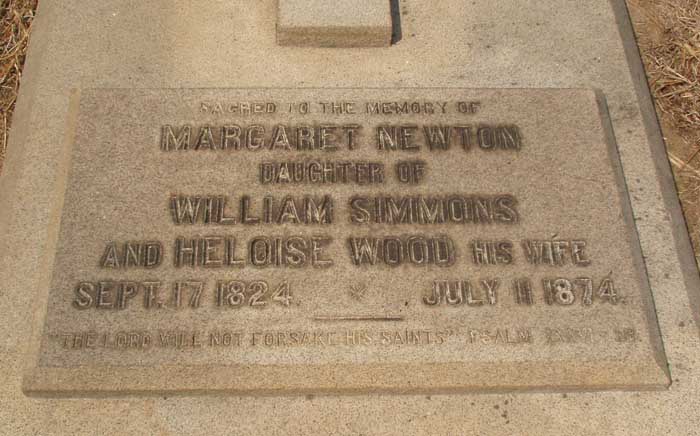 SACRED TO THE MEMORY OF
MARGARET NEWTON
DAUGHTER OF
WILLIAM SIMMONS
AND HELOISE WOOD HIS WIFE
SEPT. 17 1824. JULY 11 1874.
"THE LORD WILL NOT FORSAKE HIS SAINTS" PSALM